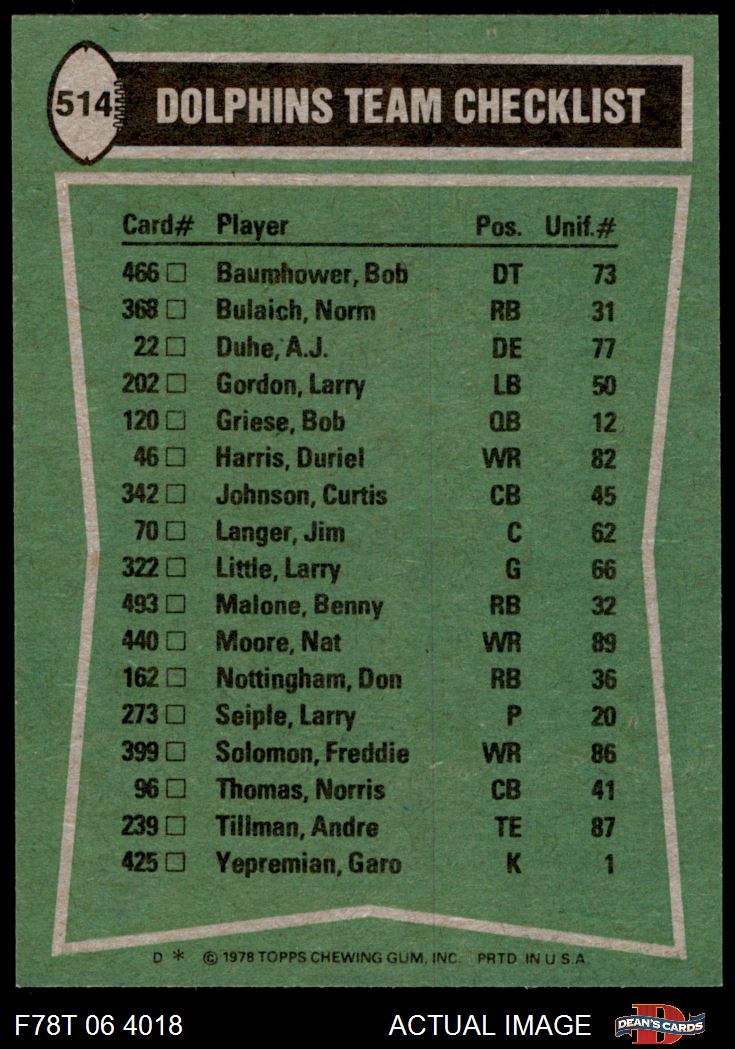 514 DOLPHINS TEAM CHECKLIST
Card# Player Pos. Unif.#
466 □ Baumhower, Bob DT 73
368 □ Bulaich, Norm RB 31
22 □ Duhe, A.J. DE 77
202 □ Gordon, Larry LB 50
120 □ Griese, Bob QB 12
46 □ Harris, Duriel WR 82
342 □ Johnson, Curtis CB 45
70 □ Langer, Jim C 62
322 □ Little, Larry G 66
493 □ Malone, Benny RB 32
440 □ Moore, Nat WR 89
162 □ Nottingham, Don RB 36
273 □ Seiple, Larry P 20
399 □ Solomon, Freddie WR 86
96 □ Thomas, Norris CB 41
239 □ Tillman, Andre TE 87
425 □ Yepremian, Garo K 1
D * © 1978 TOPPS CHEWING GUM, INC. PRTD IN U.S.A.
F78T 06 4018 ACTUAL IMAGE D DEAN'S CARDS